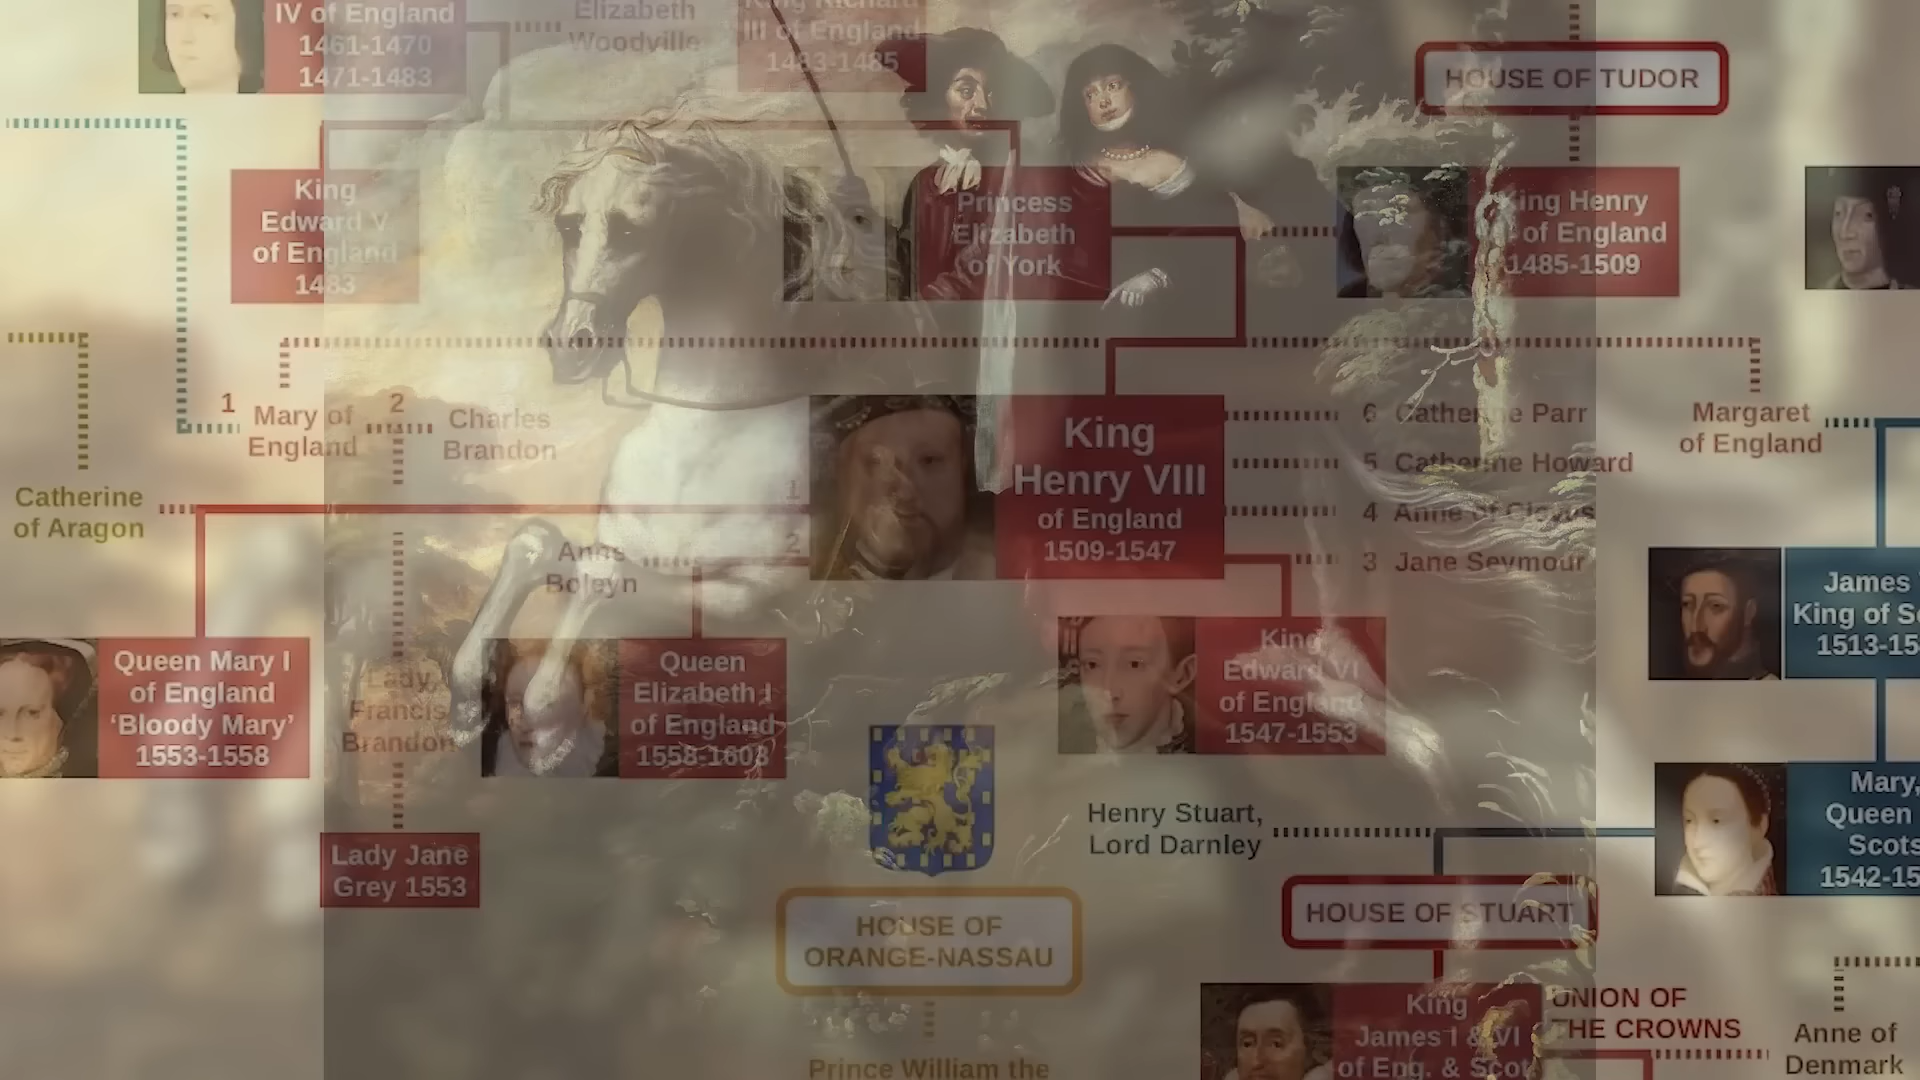 IV of England
1461-1470
1471-1483
Elizabeth
Woodville
King Richard
III of England
1483-1485
HOUSE OF TUDOR
King
Edward V
of England
1483
Princess
Elizabeth
of York
King Henry
of England
1485-1509
1
Mary of
England
2
Charles
Brandon
King
Henry VIII
of England
1509-1547
6 Catherine Parr
5 Catherine Howard
4 Anne of Cleves
3 Jane Seymour
Margaret
of England
Catherine
of Aragon
1
2
Anne
Boleyn
James
King of
1513-15
Queen Mary I
of England
‘Bloody Mary’
1553-1558
Lady
Francis
Brandon
Queen
Elizabeth I
of England
1558-1603
King
Edward VI
of England
1547-1553
Henry Stuart,
Lord Darnley
Mary,
Queen
Scots
1542-15
Lady Jane
Grey 1553
HOUSE OF
ORANGE-NASSAU
HOUSE OF STUART
King
James I & VI
of Eng. & Scot.
UNION OF
THE CROWNS
Anne of
Denmark
Prince William the